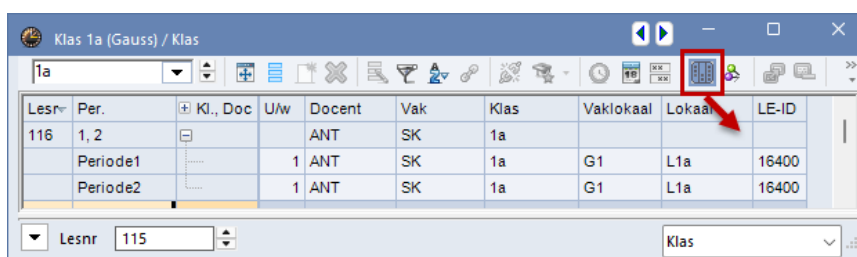 Klas 1a (Gauss) / Klas
1a
Lesr Per. Kl., Doc U/w Docent Vak Klas Vaklokaal Lokaal LE-ID
116 1, 2 ANT SK 1a
Periode1 1 ANT SK 1a G1 L1a 16400
Periode2 1 ANT SK 1a G1 L1a 16400
Lesnr 115 Klas